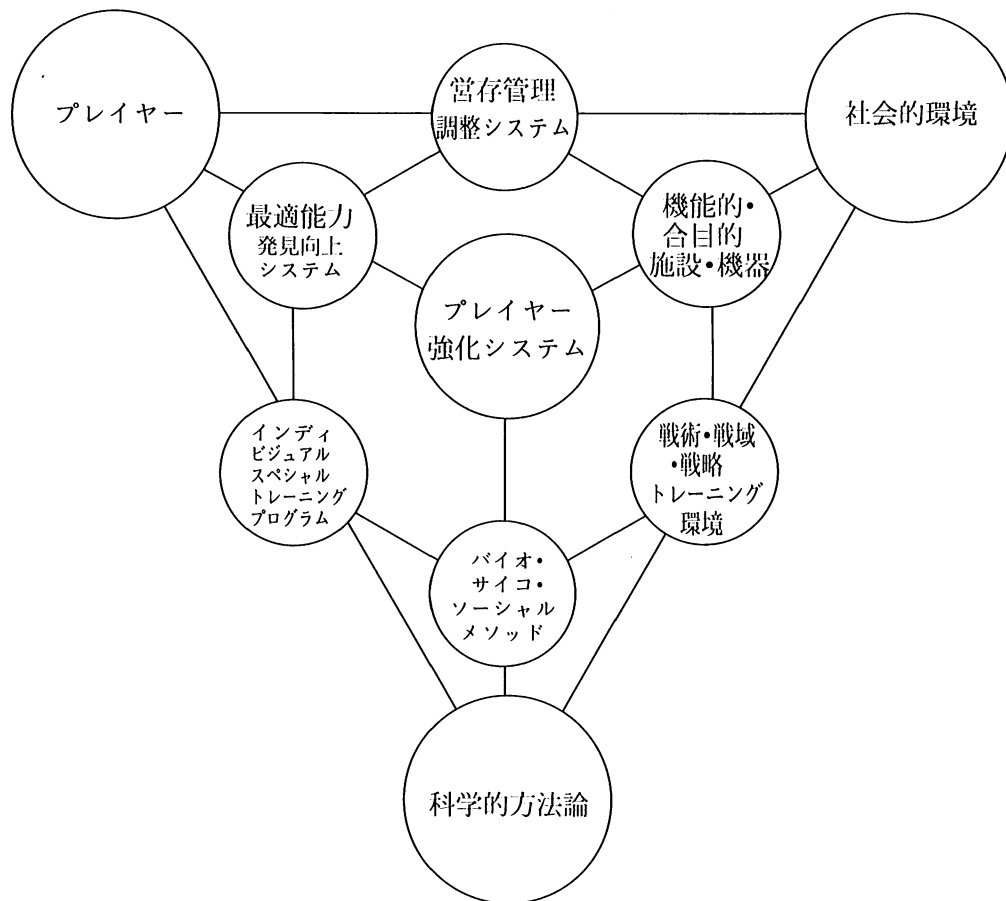 プレイヤー
営存管理
調整システム
社会的環境
最適能力
発見向上
システム
機能的・
合目的
施設・機器
プレイヤー
強化システム
インディ
ビジュアル
スペシャル
トレーニング
プログラム
戦術・戦域
・戦略
トレーニング
環境
バイオ・
サイコ・
ソーシャル
メソッド
科学的方法論